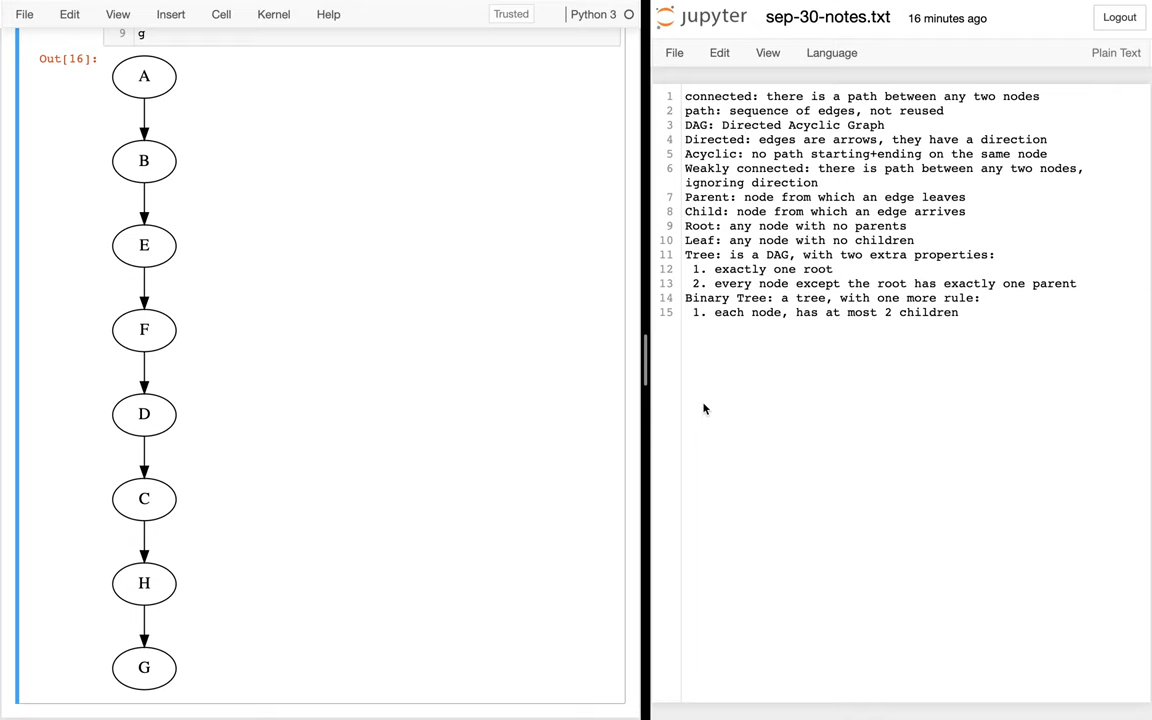 File Edit View Insert Cell Kernel Help Trusted Python 3
9 g
Out[16]:
A
B
E
F
D
C
H
G
jupyter sep-30-notes.txt 16 minutes ago Logout
File Edit View Language Plain Text
1 connected: there is a path between any two nodes
2 path: sequence of edges, not reused
3 DAG: Directed Acyclic Graph
4 Directed: edges are arrows, they have a direction
5 Acyclic: no path starting+ending on the same node
6 Weakly connected: there is path between any two nodes,
ignoring direction
7 Parent: node from which an edge leaves
8 Child: node from which an edge arrives
9 Root: any node with no parents
10 Leaf: any node with no children
11 Tree: is a DAG, with two extra properties:
12 1. exactly one root
13 2. every node except the root has exactly one parent
14 Binary Tree: a tree, with one more rule:
15 1. each node, has at most 2 children